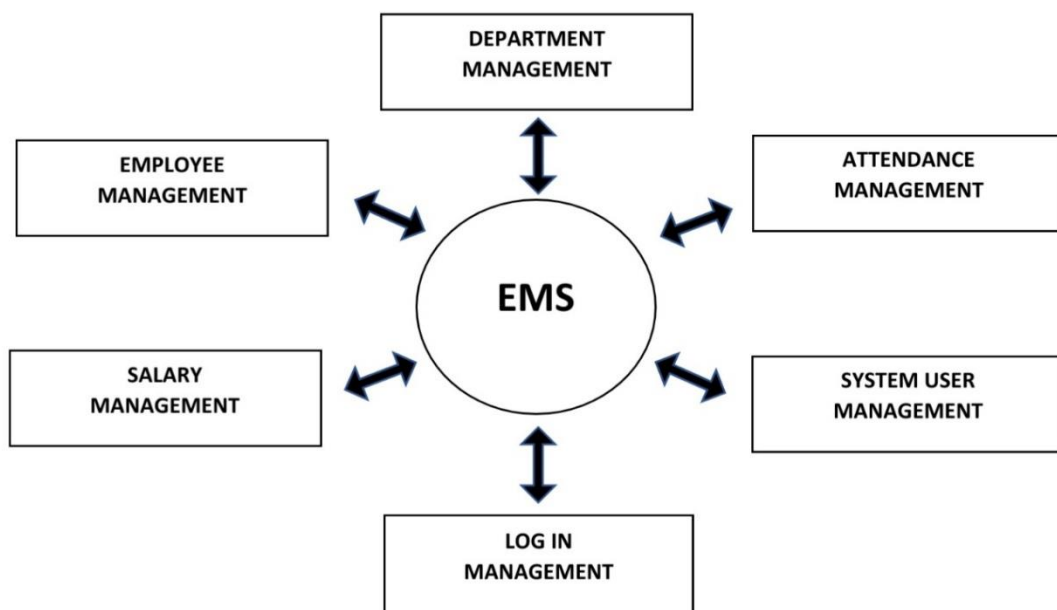 DEPARTMENT
MANAGEMENT
EMPLOYEE
MANAGEMENT
ATTENDANCE
MANAGEMENT
EMS
SALARY
MANAGEMENT
SYSTEM USER
MANAGEMENT
LOG IN
MANAGEMENT